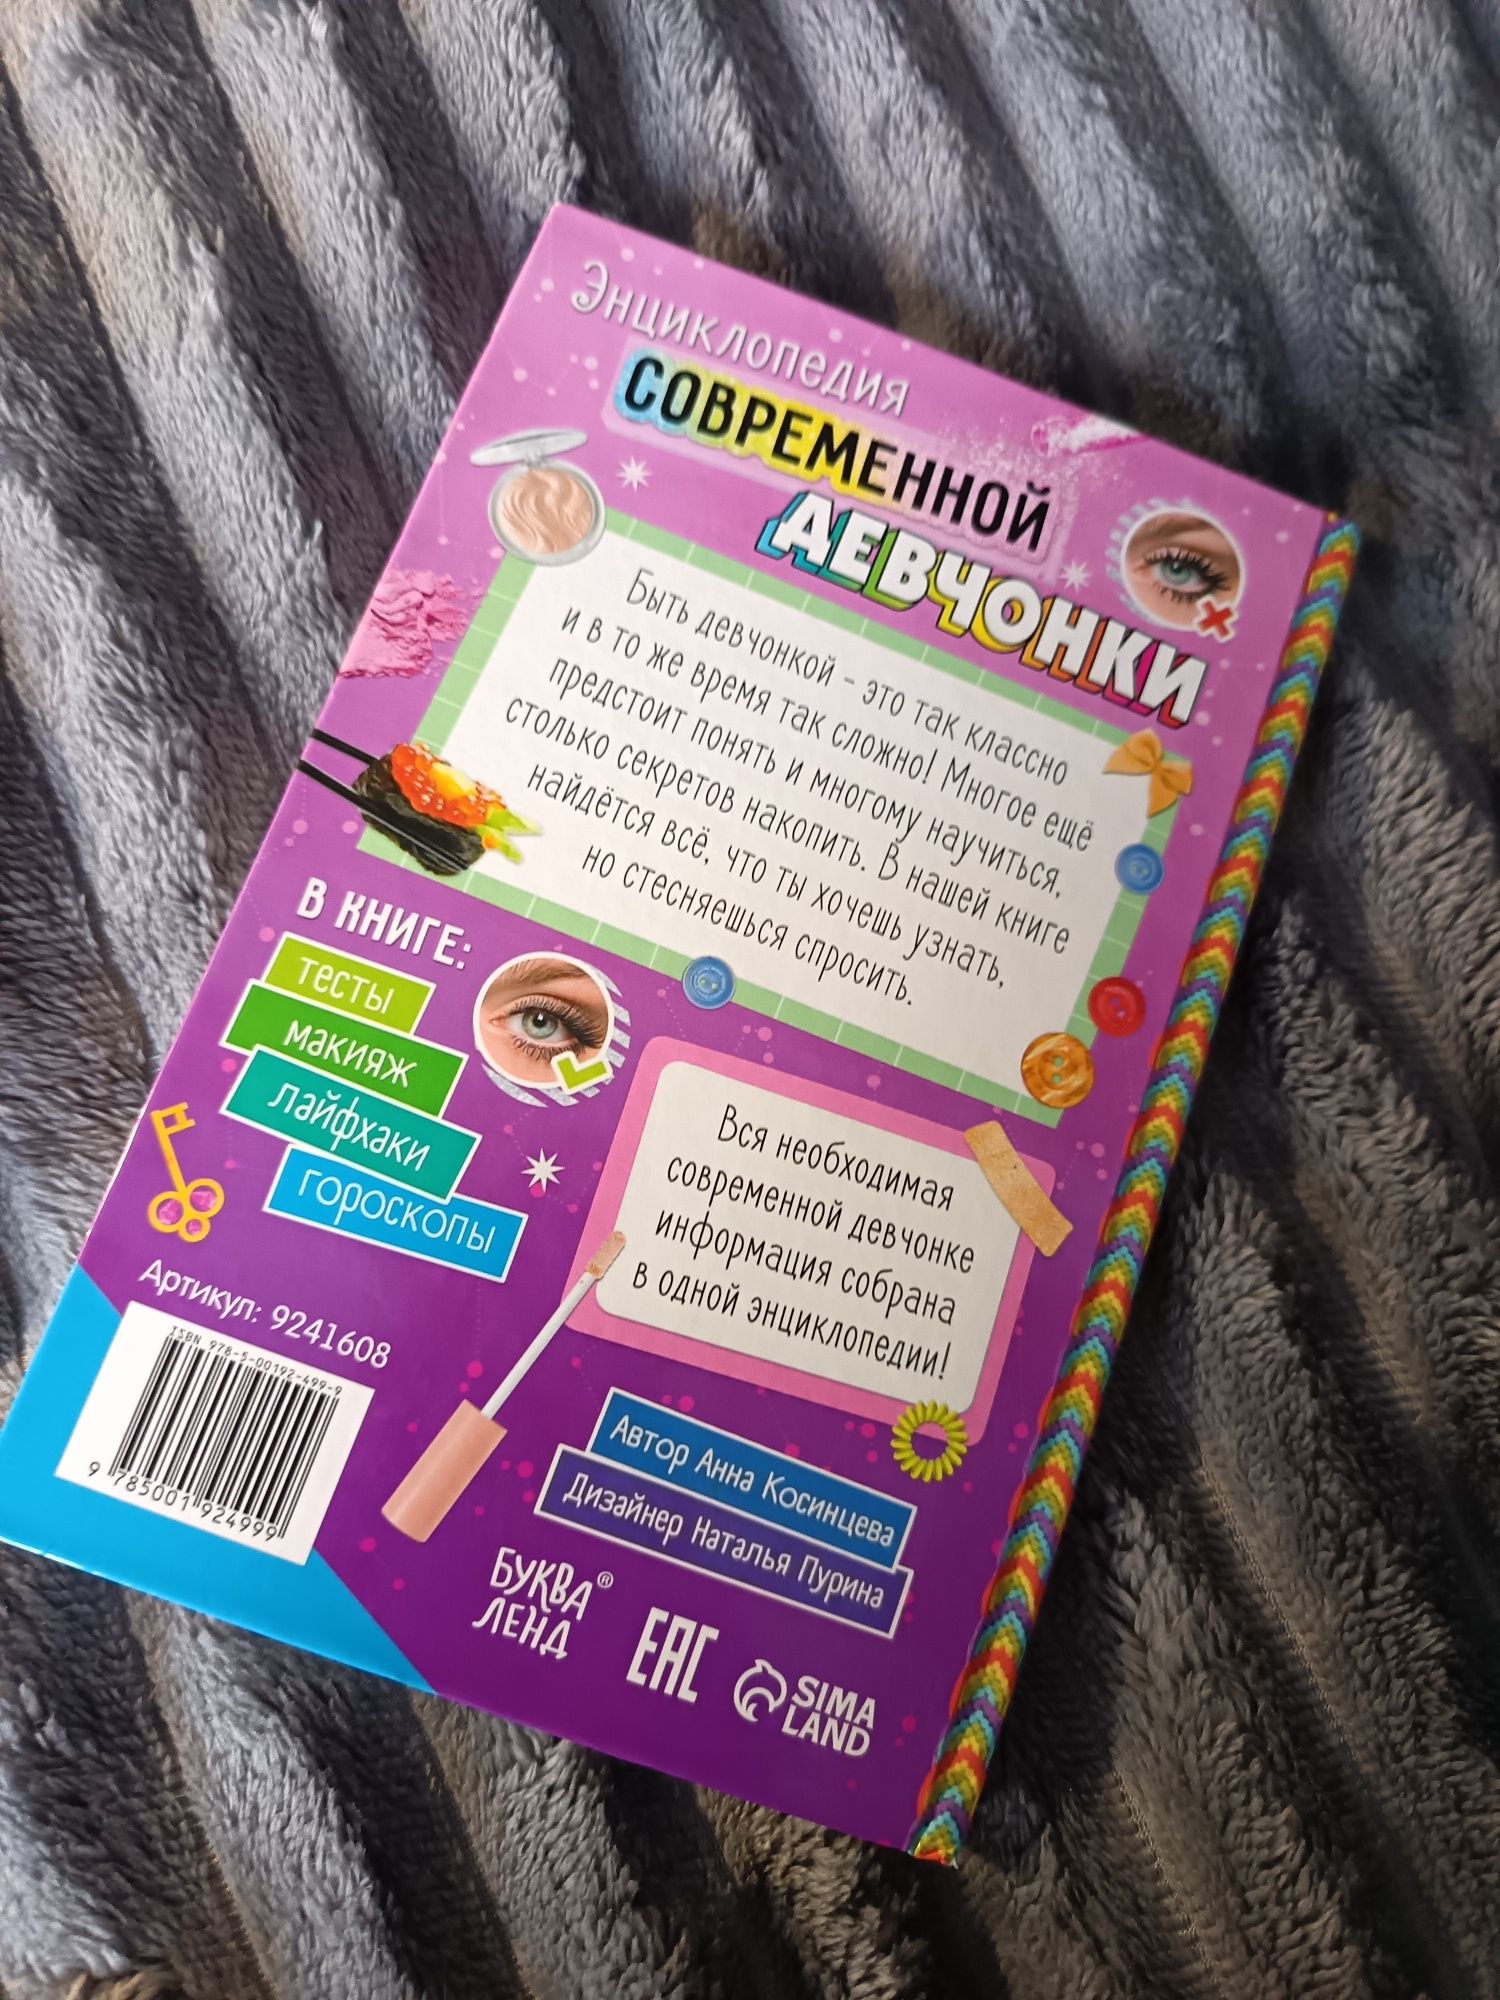 Энциклопедия
СОВРЕМЕННОЙ
ДЕВЧОНКИ
Быть девчонкой – это так классно
и в то же время так сложно! Многое ещё
предстоит понять и многому научиться,
столько секретов накопить. В нашей книге
найдётся всё, что ты хочешь узнать,
но стесняешься спросить.
В КНИГЕ:
тесты
макияж
лайфхаки
гороскопы
Вся необходимая
современной девчонке
информация собрана
в одной энциклопедии!
Артикул: 9241608
ISBN 978-5-00192-499-9
9 785001 924999
Автор Анна Косинцева
Дизайнер Наталья Пурина
БУКВА®
ЛЕНД
EAC
SIMA
LAND